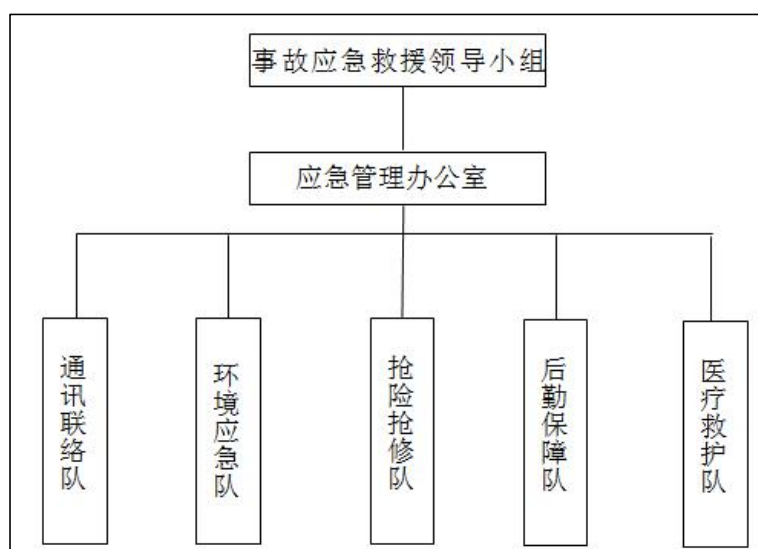 事故应急救援领导小组
应急管理办公室
通讯联络队
环境应急队
抢险抢修队
后勤保障队
医疗救护队